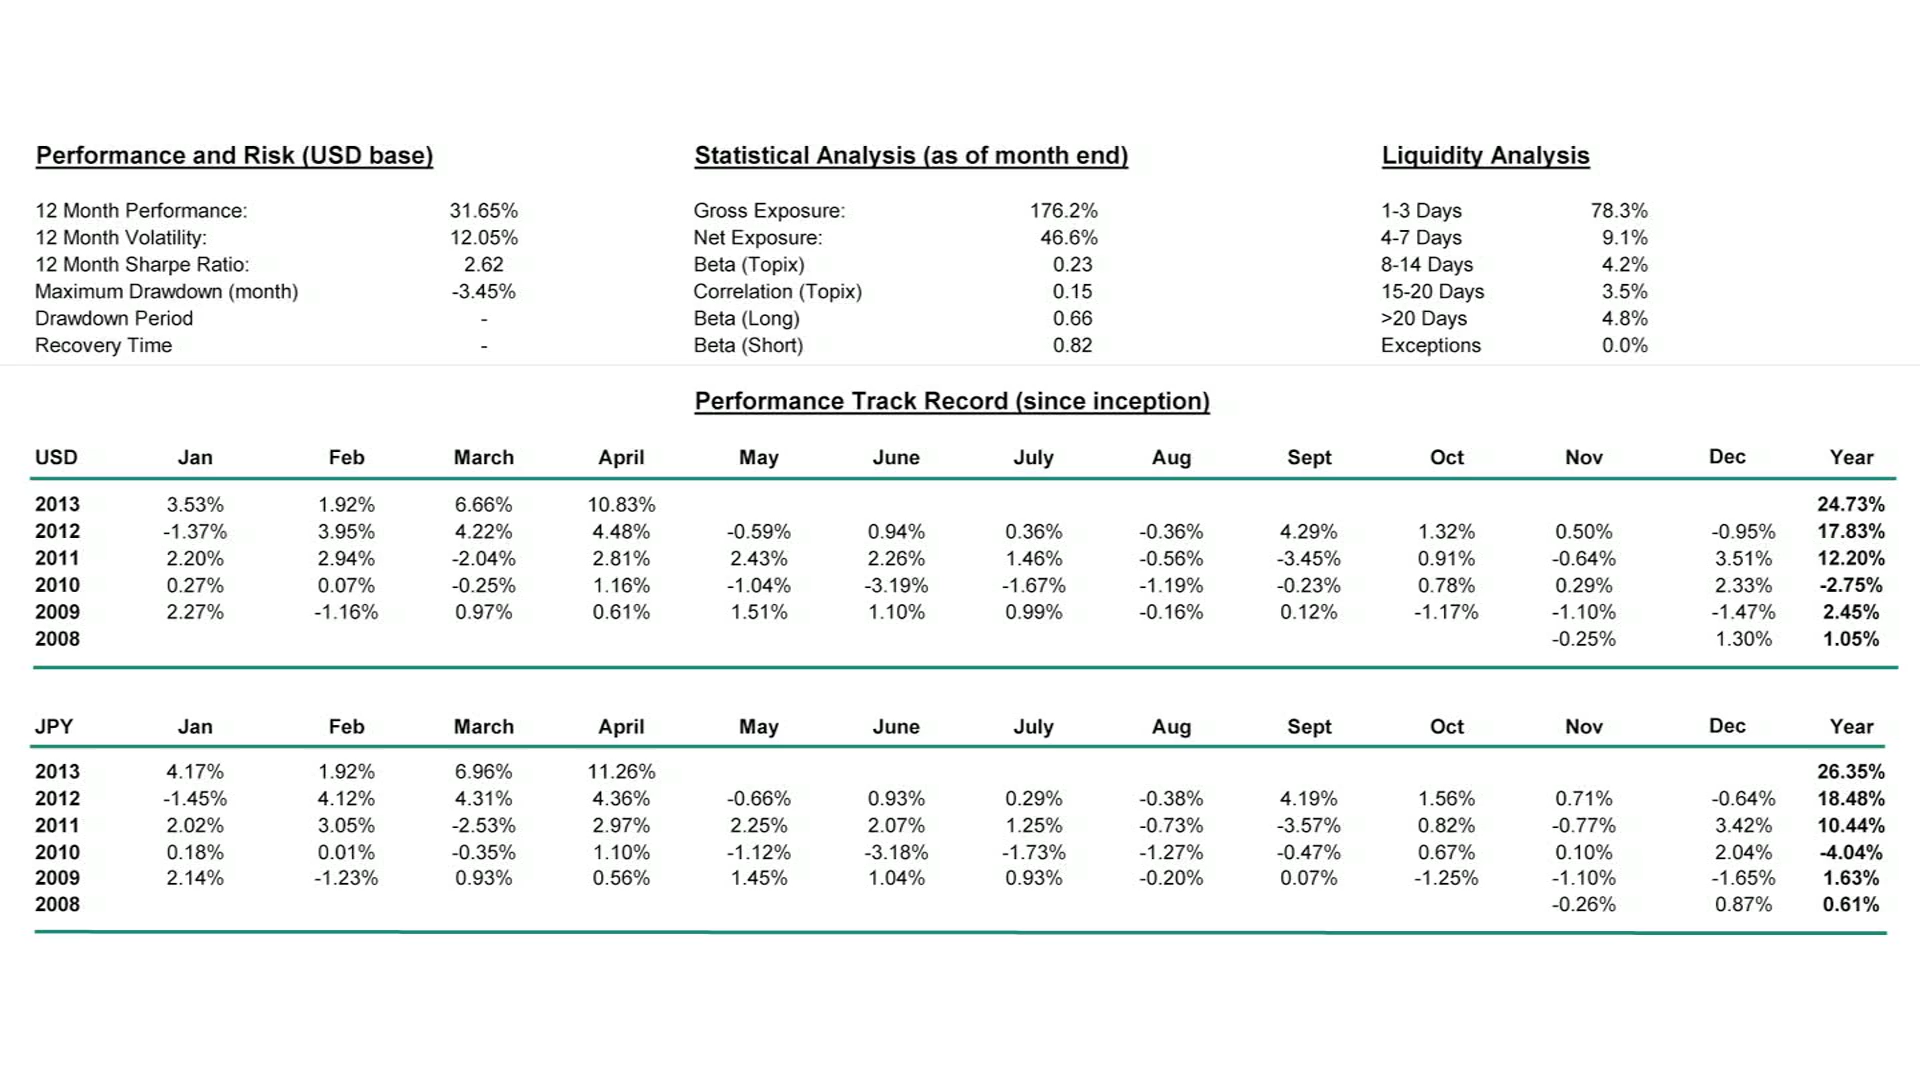 Performance and Risk (USD base)
12 Month Performance: 31.65%
12 Month Volatility: 12.05%
12 Month Sharpe Ratio: 2.62
Maximum Drawdown (month) -3.45%
Drawdown Period -
Recovery Time -
Statistical Analysis (as of month end)
Gross Exposure: 176.2%
Net Exposure: 46.6%
Beta (Topix) 0.23
Correlation (Topix) 0.15
Beta (Long) 0.66
Beta (Short) 0.82
Liquidity Analysis
1-3 Days 78.3%
4-7 Days 9.1%
8-14 Days 4.2%
15-20 Days 3.5%
>20 Days 4.8%
Exceptions 0.0%
Performance Track Record (since inception)
USD Jan Feb March April May June July Aug Sept Oct Nov Dec Year
2013 3.53% 1.92% 6.66% 10.83% 24.73%
2012 -1.37% 3.95% 4.22% 4.48% -0.59% 0.94% 0.36% -0.36% 4.29% 1.32% 0.50% -0.95% 17.83%
2011 2.20% 2.94% -2.04% 2.81% 2.43% 2.26% 1.46% -0.56% -3.45% 0.91% -0.64% 3.51% 12.20%
2010 0.27% 0.07% -0.25% 1.16% -1.04% -3.19% -1.67% -1.19% -0.23% 0.78% 0.29% 2.33% -2.75%
2009 2.27% -1.16% 0.97% 0.61% 1.51% 1.10% 0.99% -0.16% 0.12% -1.17% -1.10% -1.47% 2.45%
2008 -0.25% 1.30% 1.05%
JPY Jan Feb March April May June July Aug Sept Oct Nov Dec Year
2013 4.17% 1.92% 6.96% 11.26% 26.35%
2012 -1.45% 4.12% 4.31% 4.36% -0.66% 0.93% 0.29% -0.38% 4.19% 1.56% 0.71% -0.64% 18.48%
2011 2.02% 3.05% -2.53% 2.97% 2.25% 2.07% 1.25% -0.73% -3.57% 0.82% -0.77% 3.42% 10.44%
2010 0.18% 0.01% -0.35% 1.10% -1.12% -3.18% -1.73% -1.27% -0.47% 0.67% 0.10% 2.04% -4.04%
2009 2.14% -1.23% 0.93% 0.56% 1.45% 1.04% 0.93% -0.20% 0.07% -1.25% -1.10% -1.65% 1.63%
2008 -0.26% 0.87% 0.61%